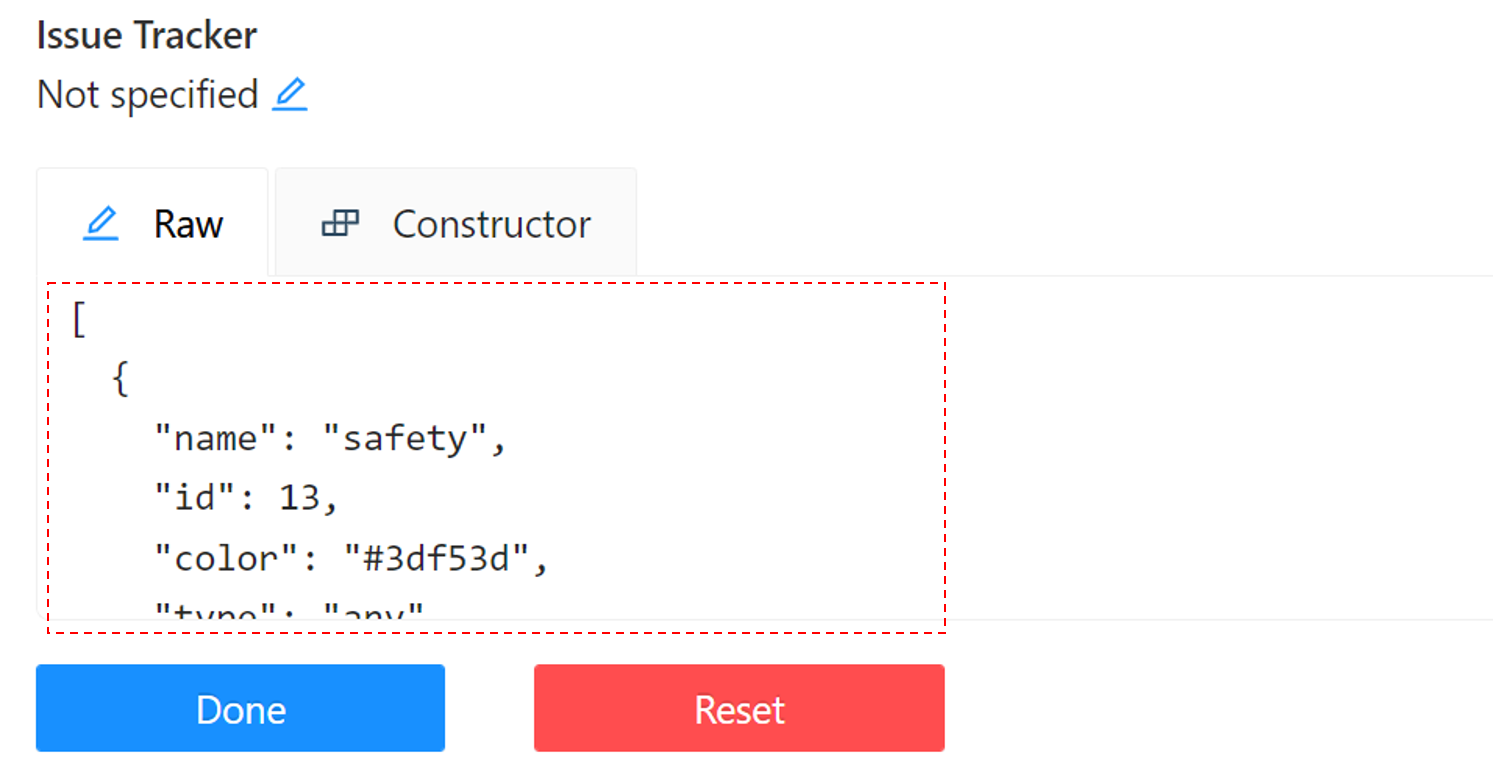 Issue Tracker
Not specified
Raw Constructor
[
{
"name": "safety",
"id": 13,
"color": "#3df53d",
"type": "any"
Done Reset